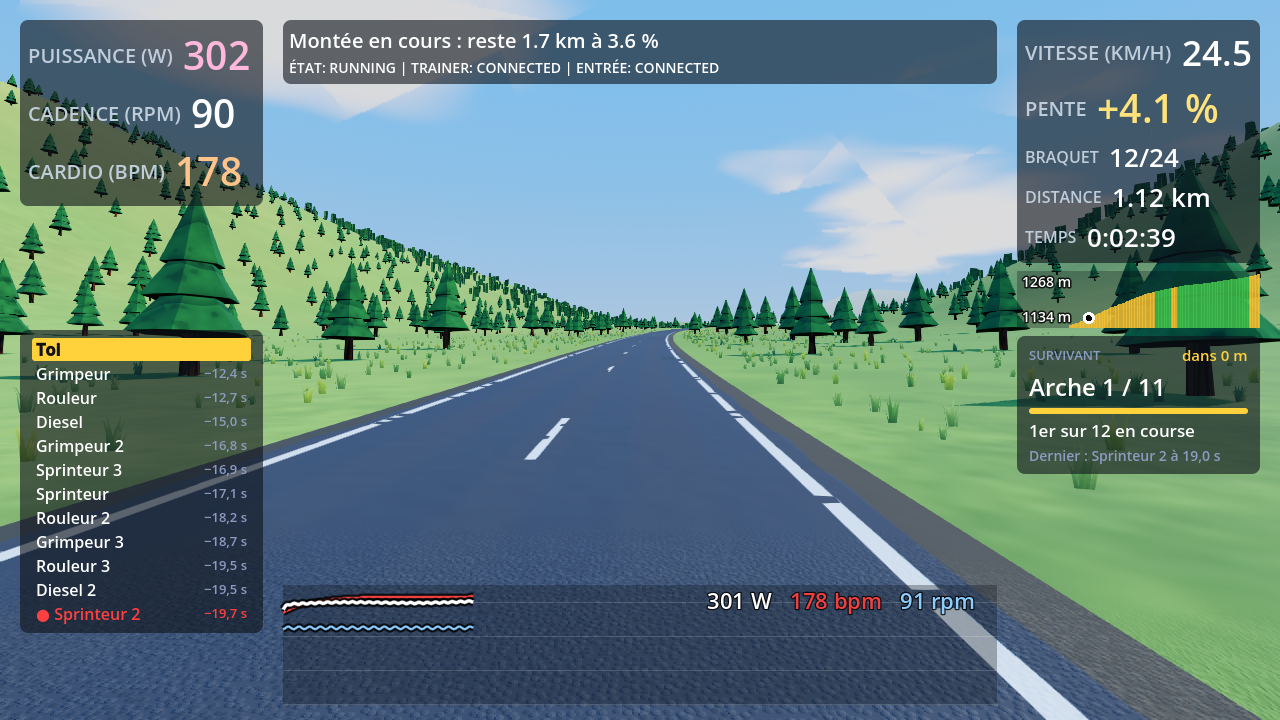 PUISSANCE (W) 302
CADENCE (RPM) 90
CARDIO (BPM) 178
Montée en cours : reste 1.7 km à 3.6 %
ÉTAT: RUNNING | TRAINER: CONNECTED | ENTRÉE: CONNECTED
VITESSE (KM/H) 24.5
PENTE +4.1 %
BRAQUET 12/24
DISTANCE 1.12 km
TEMPS 0:02:39
1268 m
1134 m
SURVIVANT dans 0 m
Arche 1 / 11
1er sur 12 en course
Dernier : Sprinteur 2 à 19,0 s
Toi
Grimpeur −12,4 s
Rouleur −12,7 s
Diesel −15,0 s
Grimpeur 2 −16,8 s
Sprinteur 3 −16,9 s
Sprinteur −17,1 s
Rouleur 2 −18,2 s
Grimpeur 3 −18,7 s
Rouleur 3 −19,5 s
Diesel 2 −19,5 s
Sprinteur 2 −19,7 s
301 W 178 bpm 91 rpm